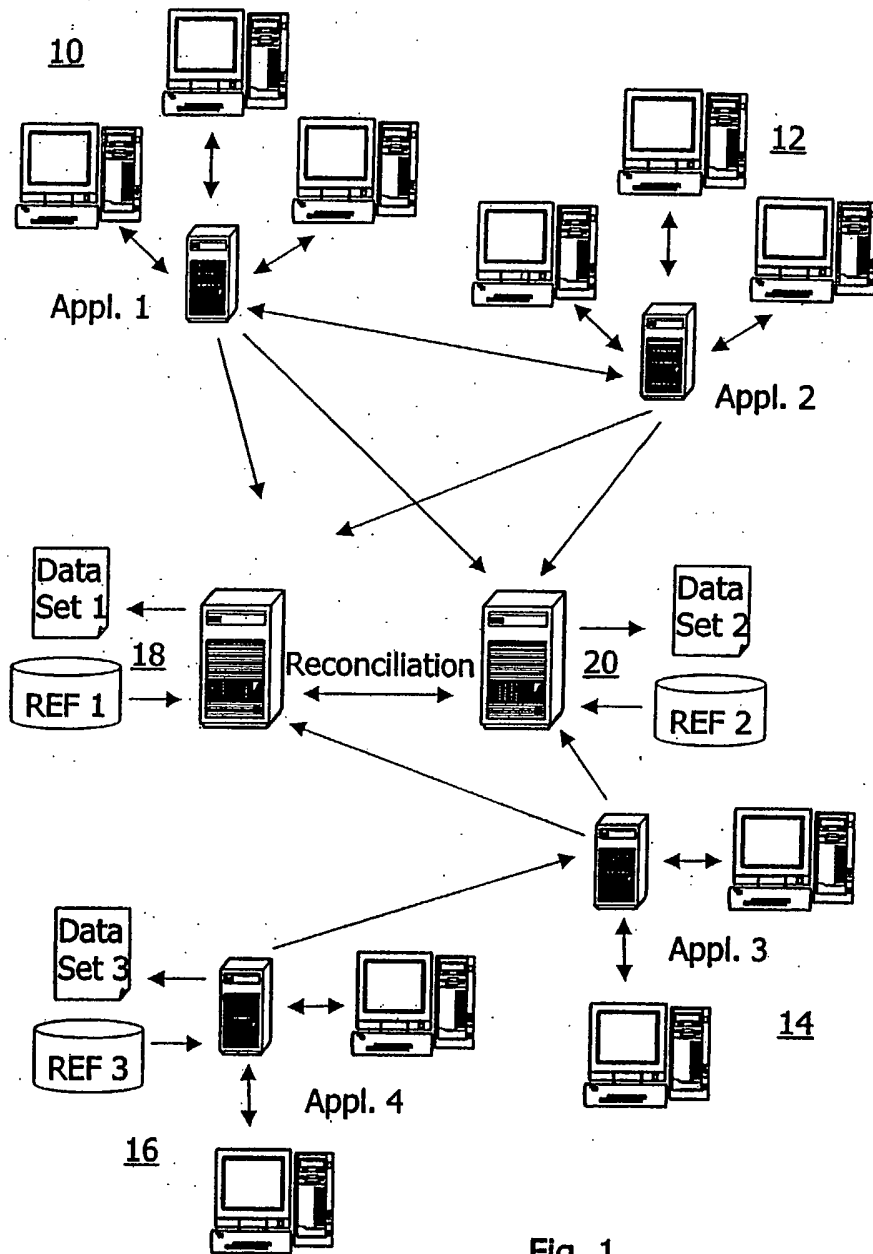 10
12
Appl. 1
Appl. 2
Data
Set 1
18
REF 1
Reconciliation
Data
Set 2
20
REF 2
Data
Set 3
REF 3
Appl. 3
14
Appl. 4
16
Fig. 1